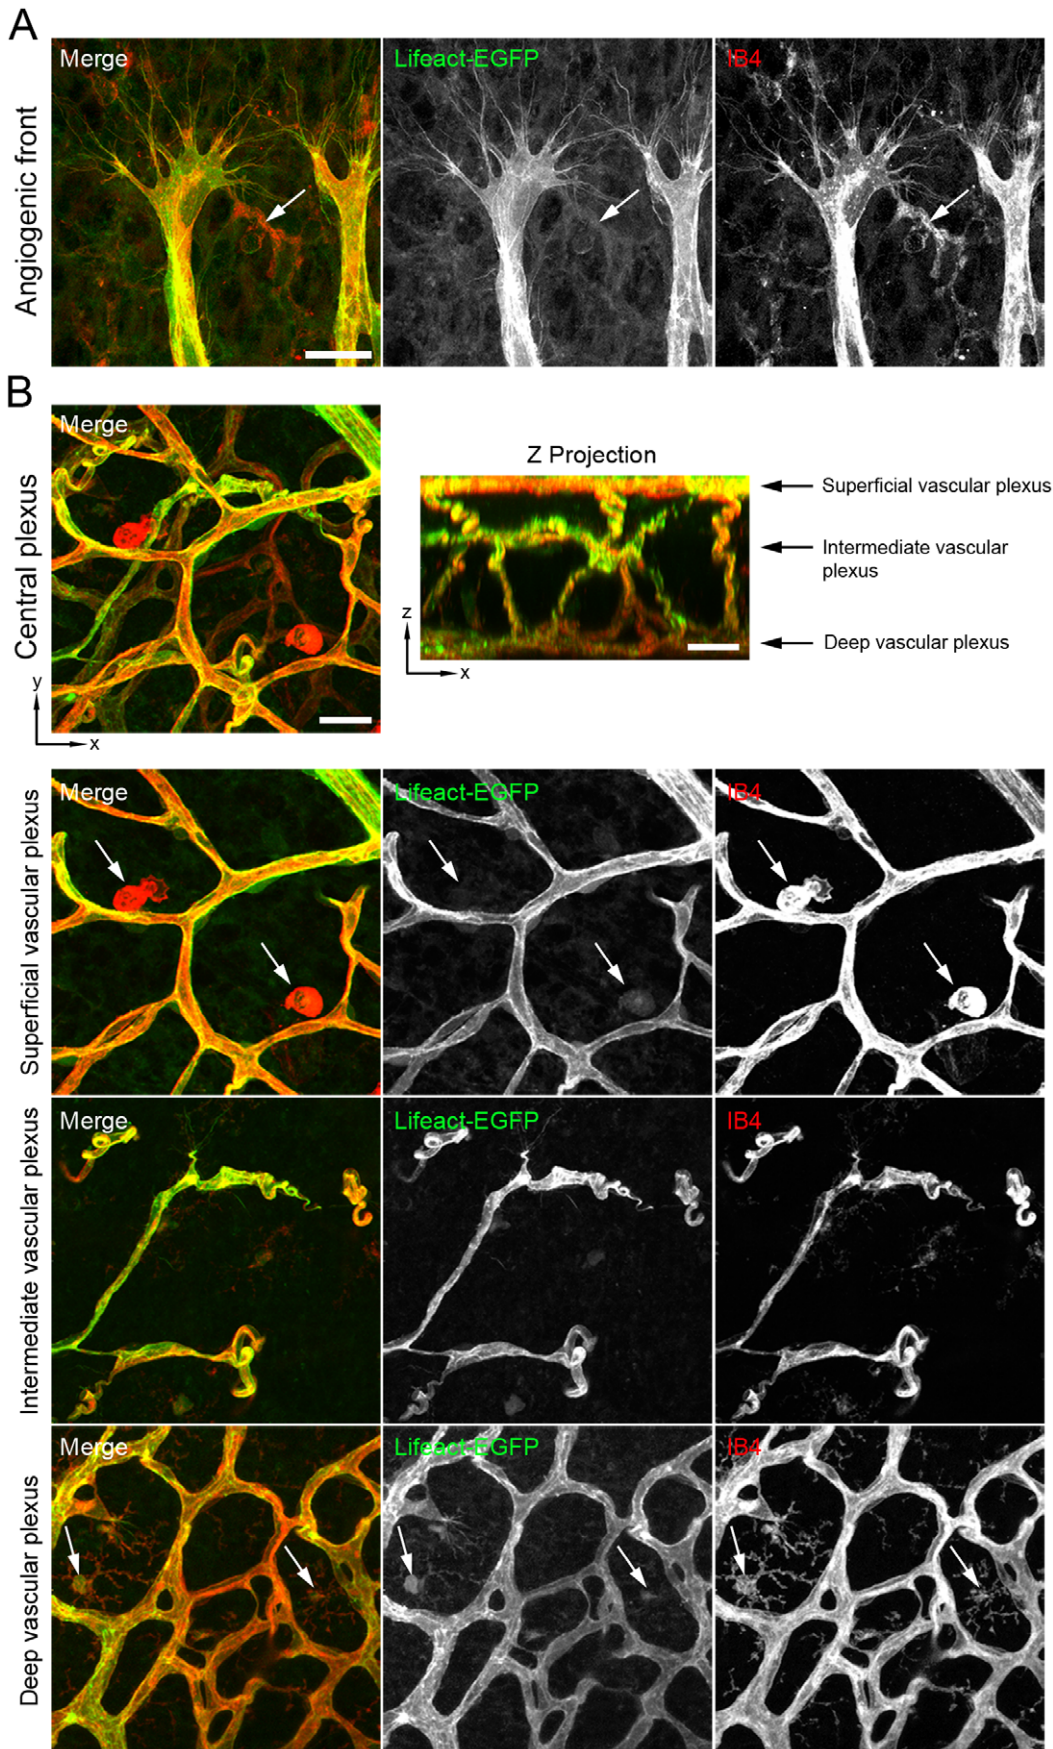 A
Angiogenic front
Merge
Lifeact-EGFP
IB4
B
Central plexus
Merge
y
x
Z Projection
z
x
Superficial vascular plexus
Intermediate vascular
plexus
Deep vascular plexus
Superficial vascular plexus
Merge
Lifeact-EGFP
IB4
Intermediate vascular plexus
Merge
Lifeact-EGFP
IB4
Deep vascular plexus
Merge
Lifeact-EGFP
IB4